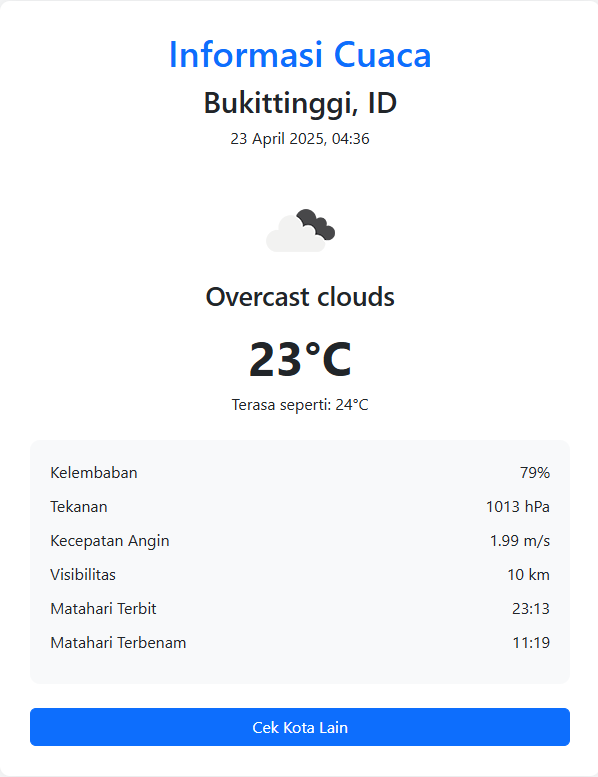 Informasi Cuaca
Bukittinggi, ID
23 April 2025, 04:36
Overcast clouds
23°C
Terasa seperti: 24°C
Kelembaban 79%
Tekanan 1013 hPa
Kecepatan Angin 1.99 m/s
Visibilitas 10 km
Matahari Terbit 23:13
Matahari Terbenam 11:19
Cek Kota Lain